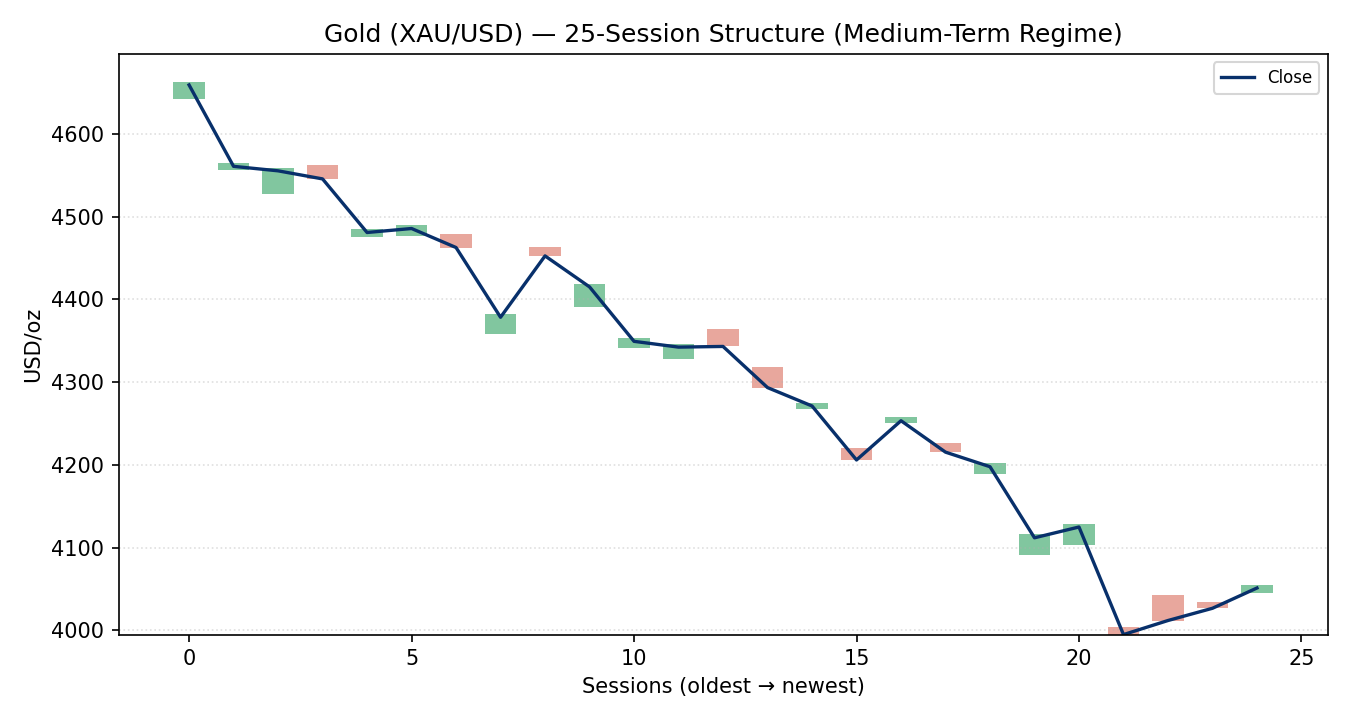 Gold (XAU/USD) — 25-Session Structure (Medium-Term Regime)
Close
4600
4500
4400
4300
4200
4100
4000
USD/oz
0 5 10 15 20 25
Sessions (oldest → newest)